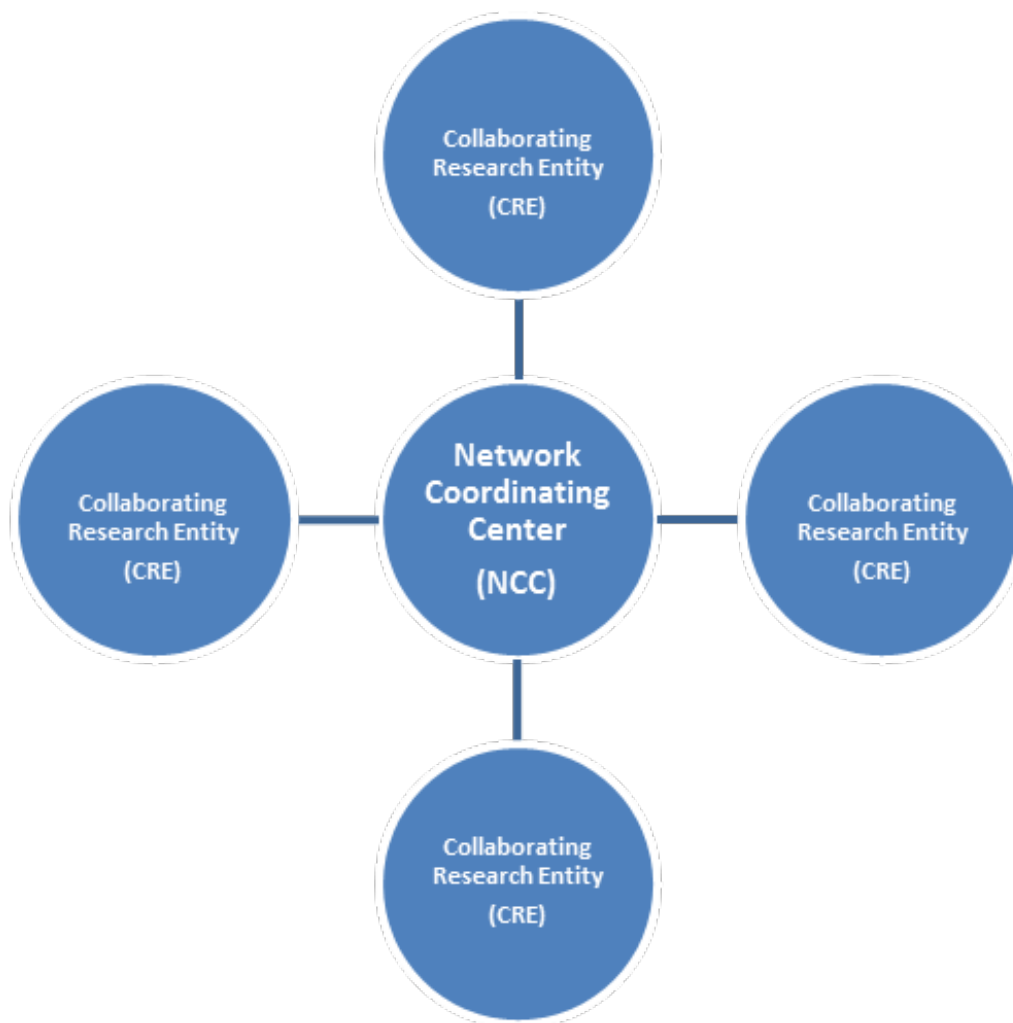 Collaborating
Research Entity
(CRE)
Collaborating
Research Entity
(CRE)
Network
Coordinating
Center
(NCC)
Collaborating
Research Entity
(CRE)
Collaborating
Research Entity
(CRE)